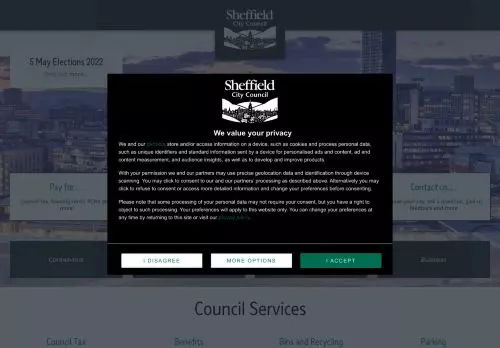 Sheffield
City Council
5 May Elections 2022
Sheffield
City Council
We value your privacy
We and our partners store and/or access information on a device, such as cookies and process personal data,
such as unique identifiers and standard information sent by a device for personalised ads and content, ad and
content measurement, and audience insights, as well as to develop and improve products.
With your permission we and our partners may use precise geolocation data and identification through device
scanning. You may click to consent to our and our partners' processing as described above. Alternatively you may
click to refuse to consent or access more detailed information and change your preferences before consenting.
Please note that some processing of your personal data may not require your consent, but you have a right to
object to such processing. Your preferences will apply to this website only. You can change your preferences at
any time by returning to this site or visit our privacy policy.
Pay for...
Contact us...
I DISAGREE
MORE OPTIONS
I ACCEPT
Coronavirus
Business
Council Services
Council Tax
Benefits
Bins and Recycling
Parking